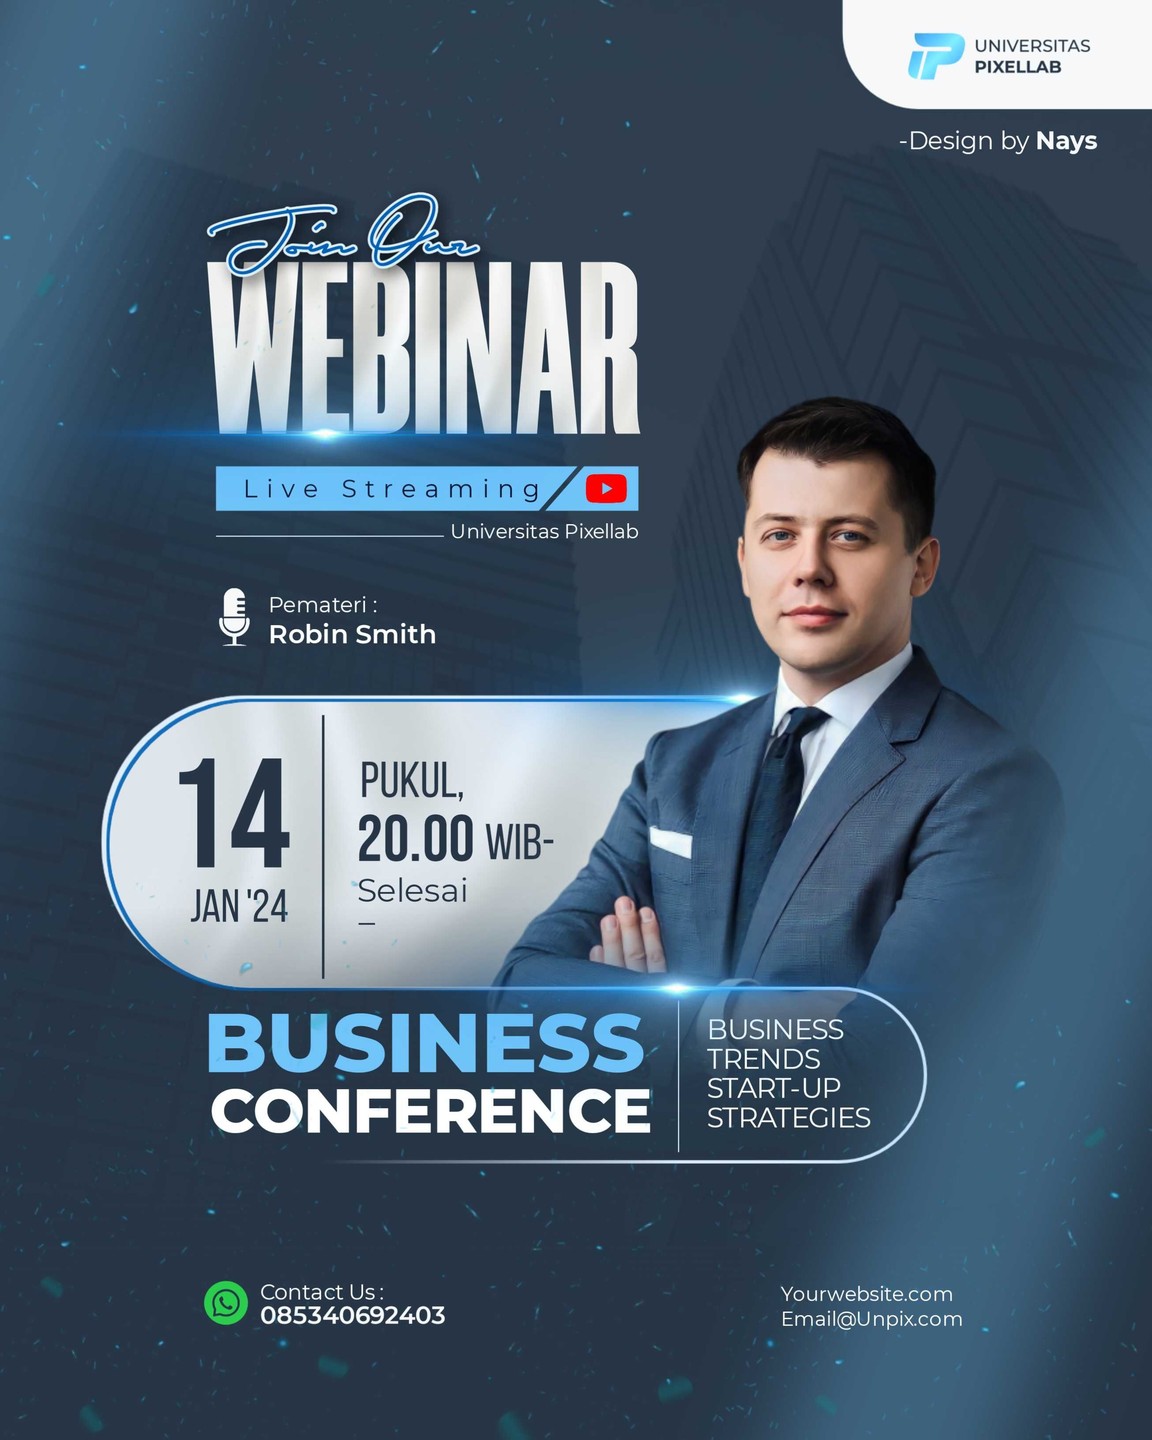 UNIVERSITAS
PIXELLAB
-Design by Nays
Join Our
WEBINAR
Live Streaming
Universitas Pixellab
Pemateri :
Robin Smith
14
JAN '24
PUKUL,
20.00 WIB-
Selesai
–
BUSINESS
CONFERENCE
BUSINESS
TRENDS
START-UP
STRATEGIES
Contact Us :
085340692403
Yourwebsite.com
Email@Unpix.com